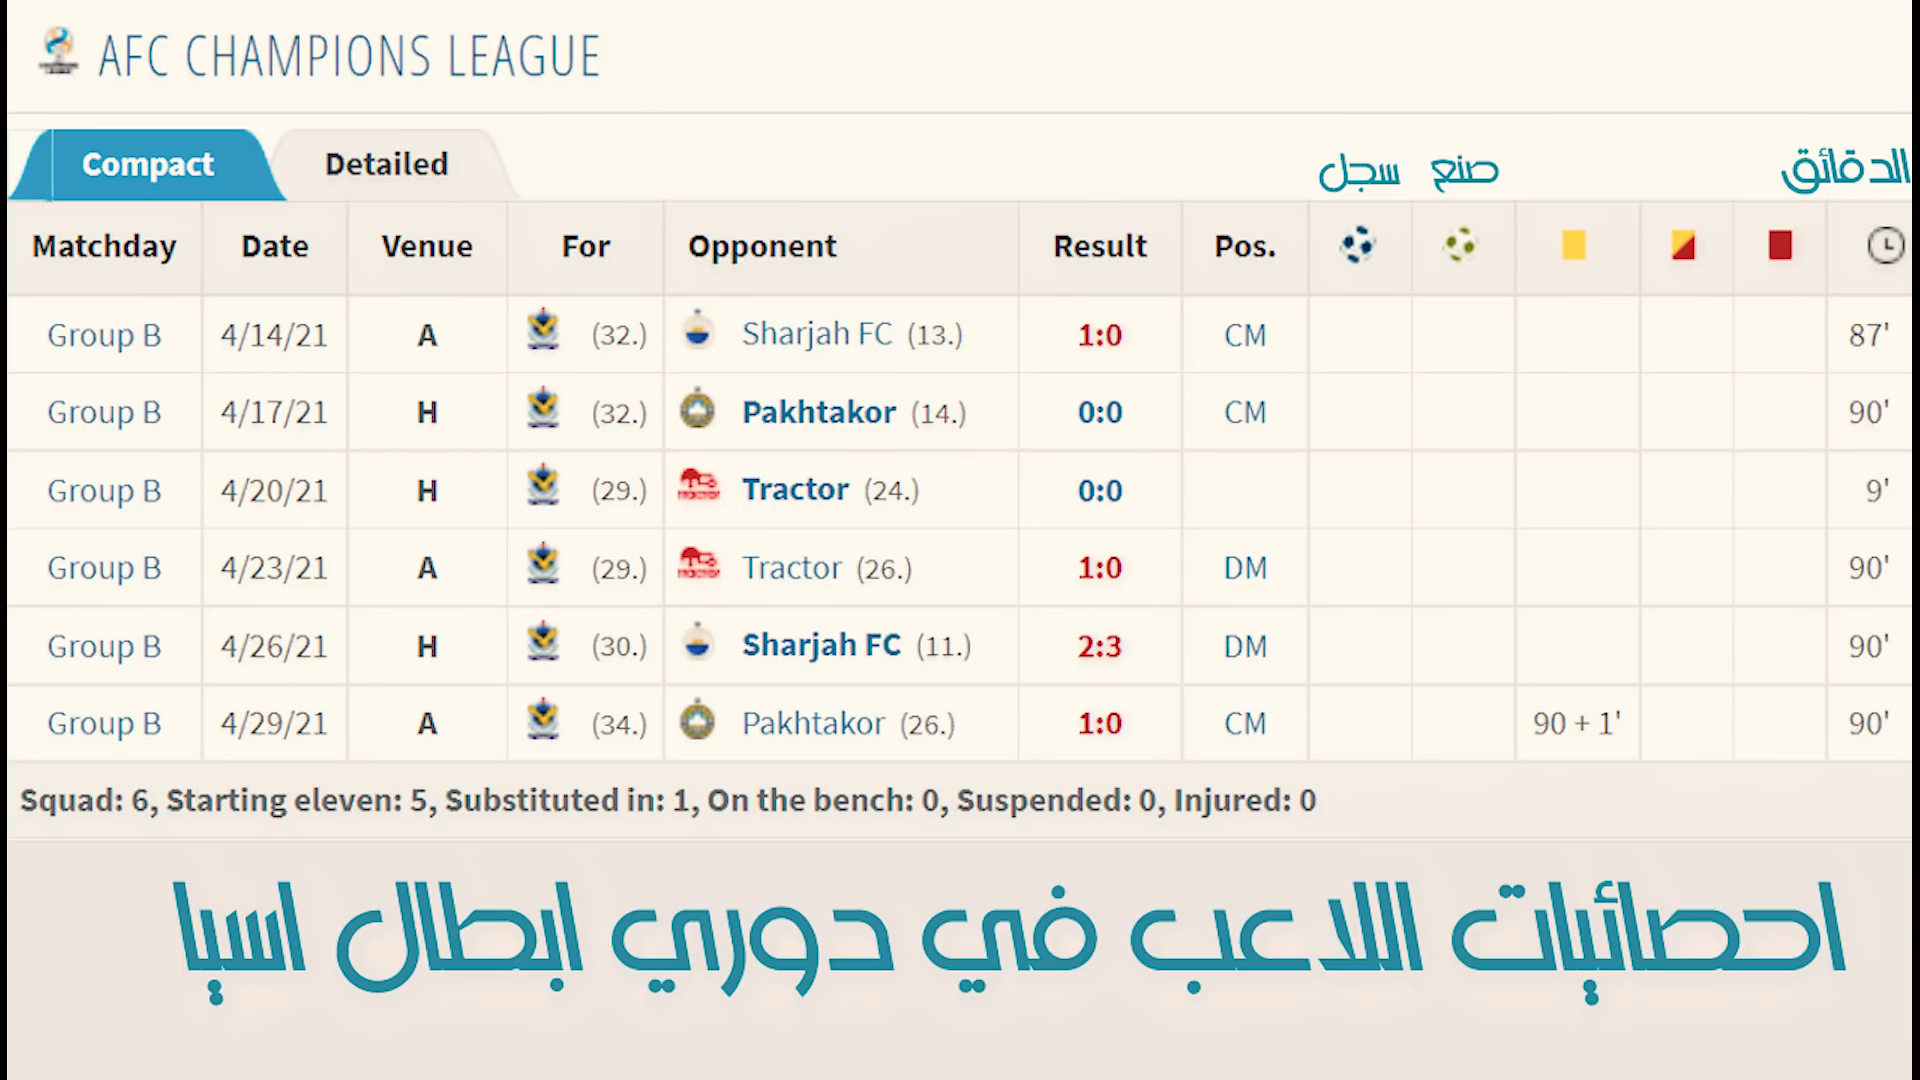 AFC CHAMPIONS LEAGUE
Compact Detailed سجل صنع الدقائق
Matchday Date Venue For Opponent Result Pos.
Group B 4/14/21 A (32.) Sharjah FC (13.) 1:0 CM 87'
Group B 4/17/21 H (32.) Pakhtakor (14.) 0:0 CM 90'
Group B 4/20/21 H (29.) Tractor (24.) 0:0 9'
Group B 4/23/21 A (29.) Tractor (26.) 1:0 DM 90'
Group B 4/26/21 H (30.) Sharjah FC (11.) 2:3 DM 90'
Group B 4/29/21 A (34.) Pakhtakor (26.) 1:0 CM 90 + 1' 90'
Squad: 6, Starting eleven: 5, Substituted in: 1, On the bench: 0, Suspended: 0, Injured: 0
احصائيات اللاعب في دوري ابطال اسيا